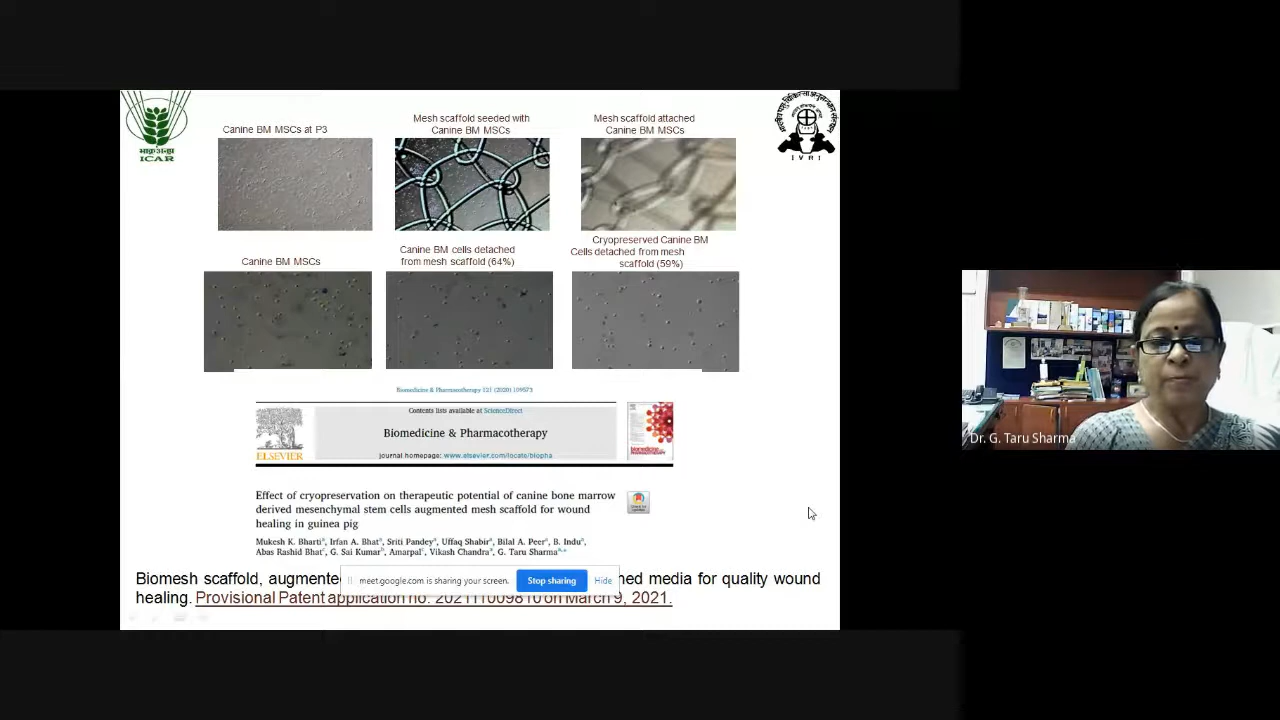 ICAR
IVRI
Canine BM MSCs at P3
Mesh scaffold seeded with
Canine BM MSCs
Mesh scaffold attached
Canine BM MSCs
Canine BM MSCs
Canine BM cells detached
from mesh scaffold (64%)
Cryopreserved Canine BM
Cells detached from mesh
scaffold (59%)
Biomedicine & Pharmacotherapy 121 (2020) 109573
Contents lists available at ScienceDirect
Biomedicine & Pharmacotherapy
journal homepage: www.elsevier.com/locate/biopha
ELSEVIER
Effect of cryopreservation on therapeutic potential of canine bone marrow
derived mesenchymal stem cells augmented mesh scaffold for wound
healing in guinea pig
Mukesh K. Bharti, Irfan A. Bhat, Sriti Pandey, Uffaq Shabir, Bilal A. Peer, B. Indu,
Abas Rashid Bhat, G. Sai Kumar, Amarpal, Vikash Chandra, G. Taru Sharma
Biomesh scaffold, media for quality wound
healing. Provisional Patent application no. on March 9, 2021.
meet.google.com is sharing your screen.
Stop sharing
Hide
Dr. G. Taru Sharma